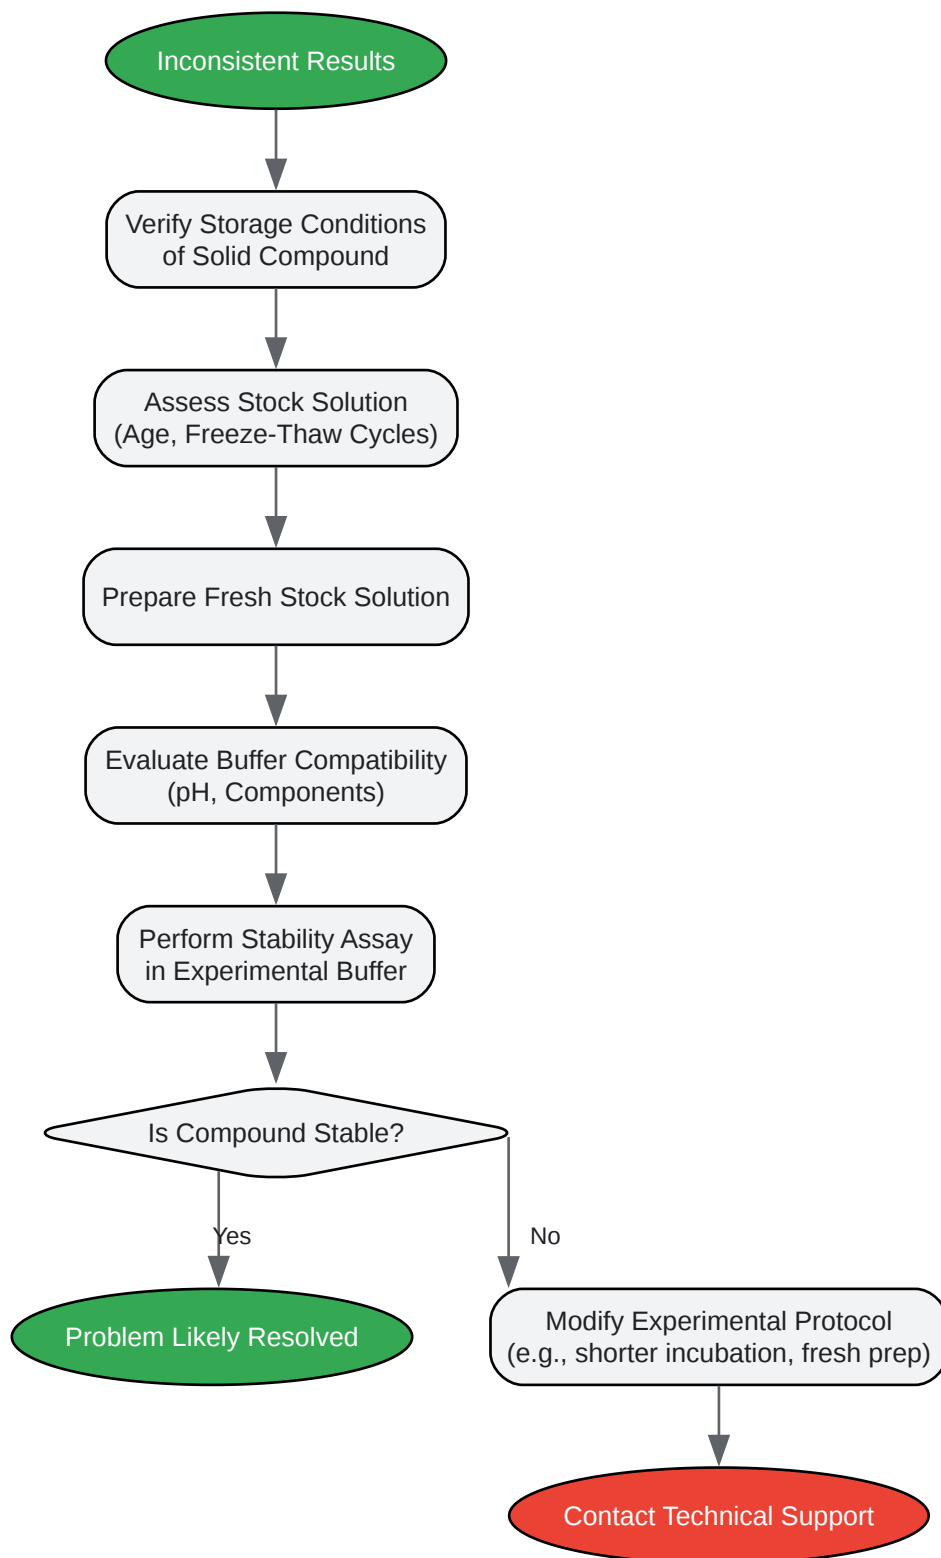 Inconsistent Results
Verify Storage Conditions
of Solid Compound
Assess Stock Solution
(Age, Freeze-Thaw Cycles)
Prepare Fresh Stock Solution
Evaluate Buffer Compatibility
(pH, Components)
Perform Stability Assay
in Experimental Buffer
Is Compound Stable?
Yes
No
Problem Likely Resolved
Modify Experimental Protocol
(e.g., shorter incubation, fresh prep)
Contact Technical Support